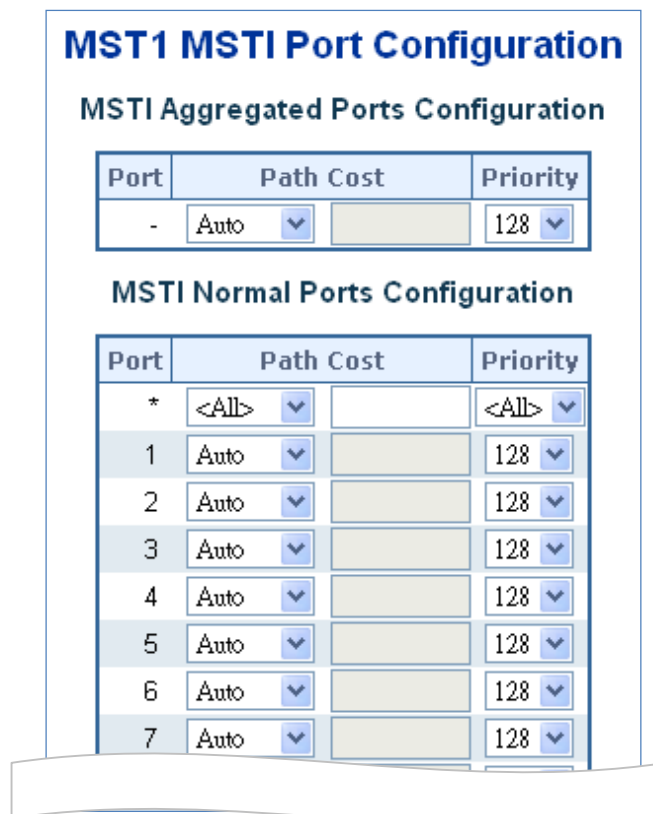 MST1 MSTI Port Configuration
MSTI Aggregated Ports Configuration
Port Path Cost Priority
- Auto 128
MSTI Normal Ports Configuration
Port Path Cost Priority
* <All> <All>
1 Auto 128
2 Auto 128
3 Auto 128
4 Auto 128
5 Auto 128
6 Auto 128
7 Auto 128